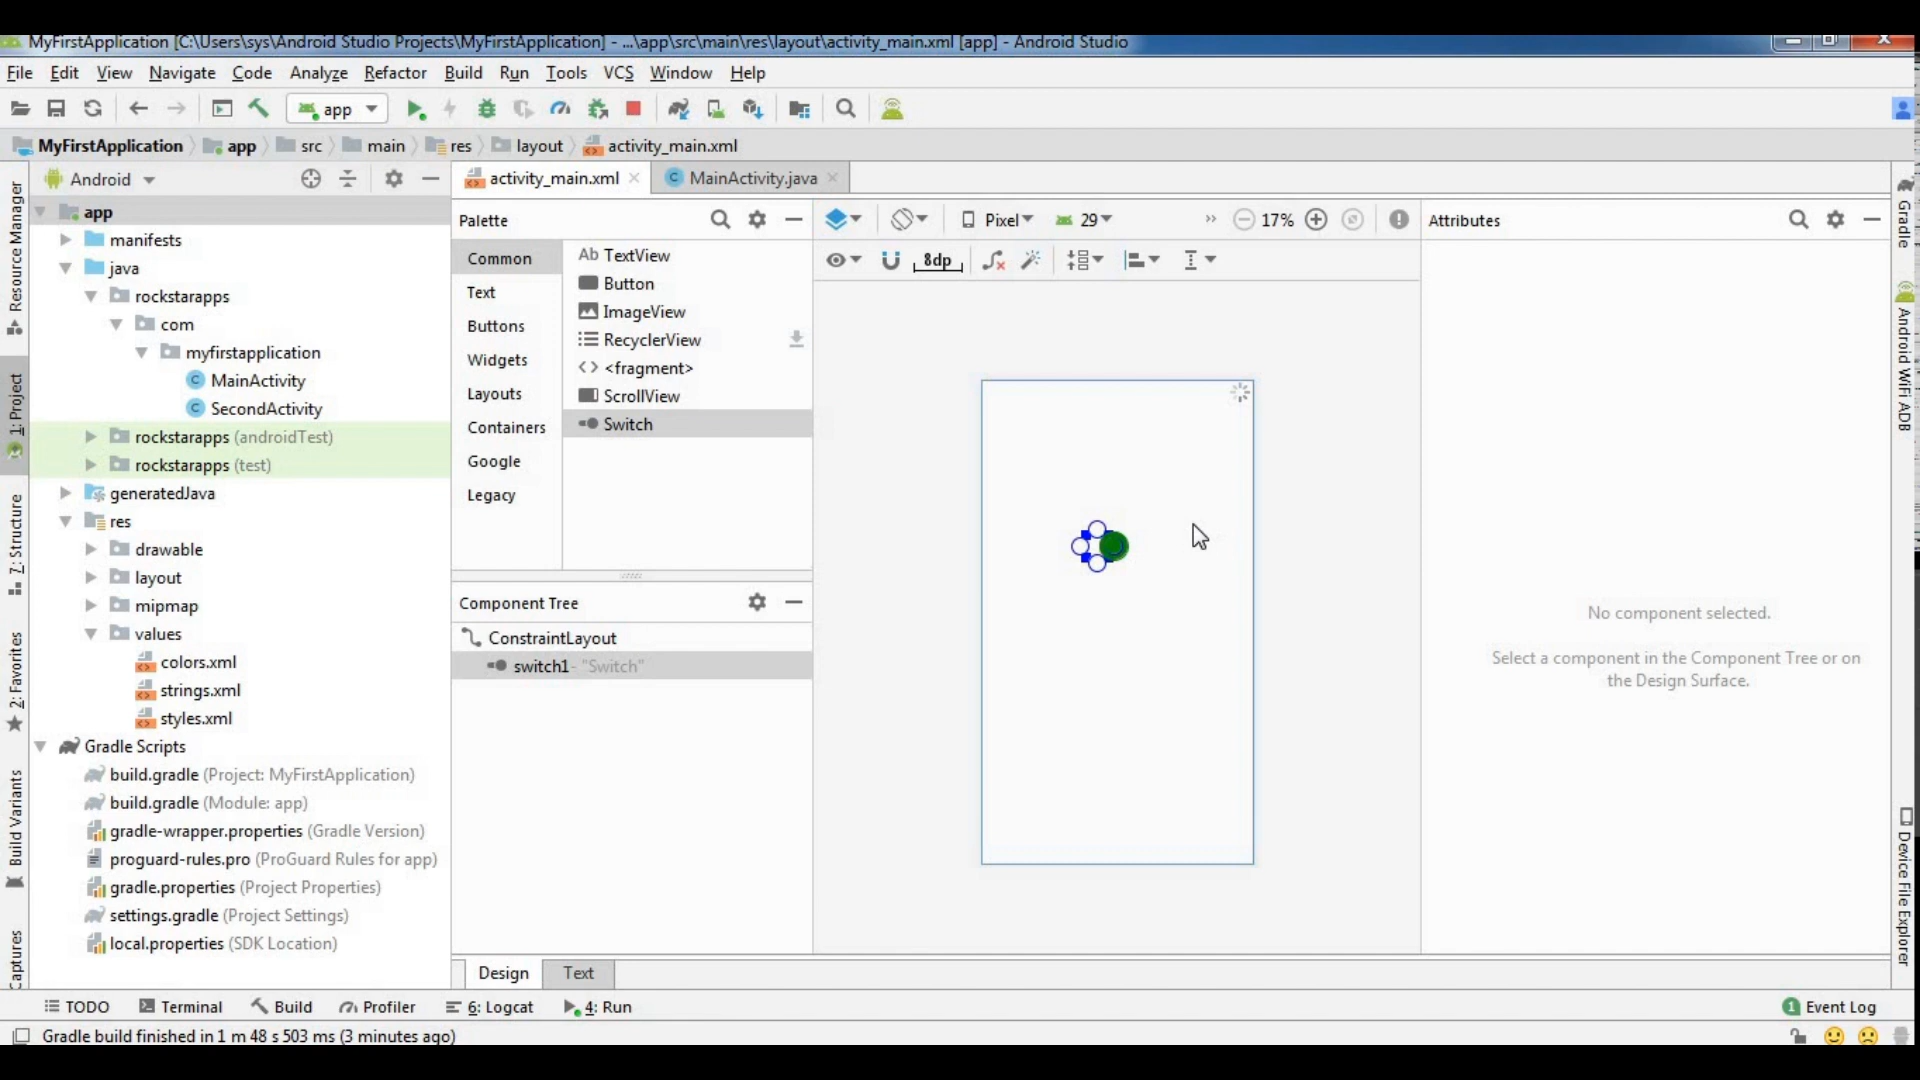 MyFirstApplication [C:\Users\sys\Android Studio Projects\MyFirstApplication] - ...\app\src\main\res\layout\activity_main.xml [app] - Android Studio
File Edit View Navigate Code Analyze Refactor Build Run Tools VCS Window Help
app
MyFirstApplication app src main res layout activity_main.xml
Android
activity_main.xml MainActivity.java
Resource Manager
1: Project
7: Structure
2: Favorites
Build Variants
Captures
app
manifests
java
rockstarapps
com
myfirstapplication
MainActivity
SecondActivity
rockstarapps (androidTest)
rockstarapps (test)
generatedJava
res
drawable
layout
mipmap
values
colors.xml
strings.xml
styles.xml
Gradle Scripts
build.gradle (Project: MyFirstApplication)
build.gradle (Module: app)
gradle-wrapper.properties (Gradle Version)
proguard-rules.pro (ProGuard Rules for app)
gradle.properties (Project Properties)
settings.gradle (Project Settings)
local.properties (SDK Location)
Palette
Common
Text
Buttons
Widgets
Layouts
Containers
Google
Legacy
Ab TextView
Button
ImageView
RecyclerView
<> <fragment>
ScrollView
Switch
Component Tree
ConstraintLayout
switch1 - "Switch"
Pixel 29 17%
8dp
Attributes
No component selected.
Select a component in the Component Tree or on
the Design Surface.
Gradle
Android WiFi ADB
Device File Explorer
Design Text
TODO Terminal Build Profiler 6: Logcat 4: Run 1 Event Log
Gradle build finished in 1 m 48 s 503 ms (3 minutes ago)